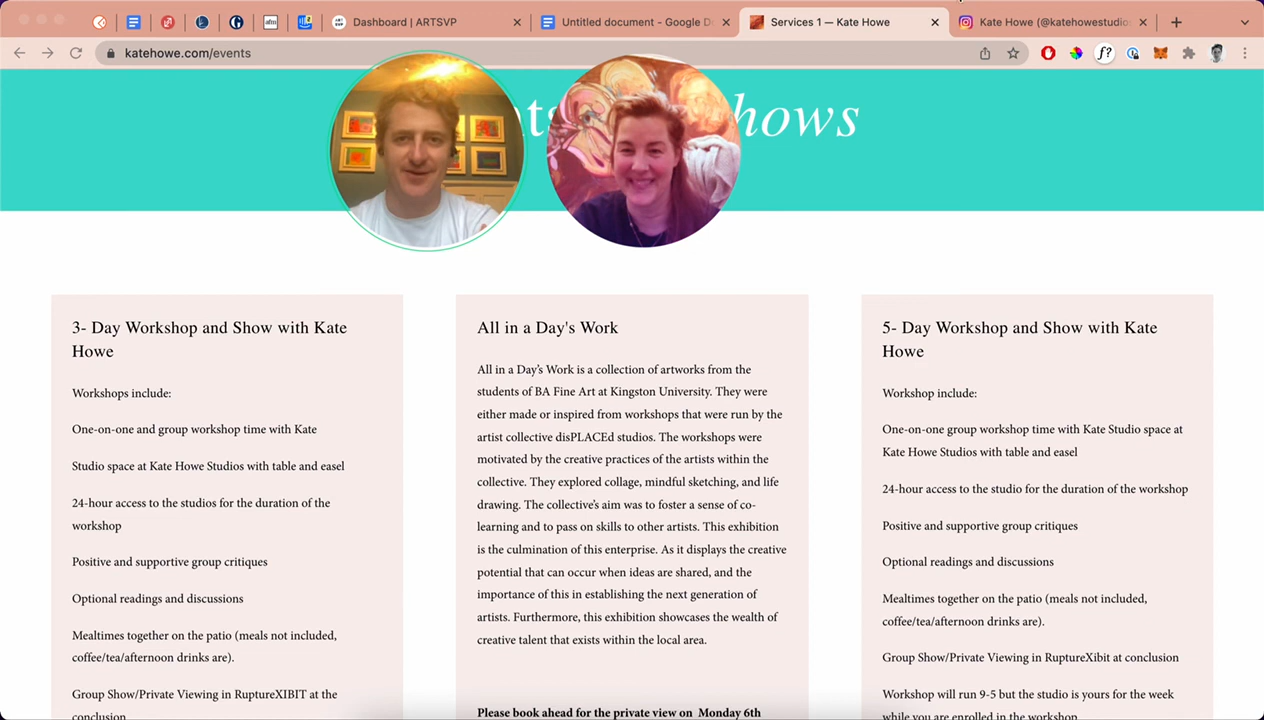 Dashboard | ARTSVP
Untitled document - Google D
Services 1 — Kate Howe
Kate Howe (@katehowestudio
katehowe.com/events
hows
3- Day Workshop and Show with Kate
Howe
Workshops include:
One-on-one and group workshop time with Kate
Studio space at Kate Howe Studios with table and easel
24-hour access to the studios for the duration of the
workshop
Positive and supportive group critiques
Optional readings and discussions
Mealtimes together on the patio (meals not included,
coffee/tea/afternoon drinks are).
Group Show/Private Viewing in RuptureXIBIT at the
conclusion
All in a Day's Work
All in a Day's Work is a collection of artworks from the
students of BA Fine Art at Kingston University. They were
either made or inspired from workshops that were run by the
artist collective disPLACEd studios. The workshops were
motivated by the creative practices of the artists within the
collective. They explored collage, mindful sketching, and life
drawing. The collective's aim was to foster a sense of co-
learning and to pass on skills to other artists. This exhibition
is the culmination of this enterprise. As it displays the creative
potential that can occur when ideas are shared, and the
importance of this in establishing the next generation of
artists. Furthermore, this exhibition showcases the wealth of
creative talent that exists within the local area.
Please book ahead for the private view on Monday 6th
5- Day Workshop and Show with Kate
Howe
Workshop include:
One-on-one group workshop time with Kate Studio space at
Kate Howe Studios with table and easel
24-hour access to the studio for the duration of the workshop
Positive and supportive group critiques
Optional readings and discussions
Mealtimes together on the patio (meals not included,
coffee/tea/afternoon drinks are).
Group Show/Private Viewing in RuptureXibit at conclusion
Workshop will run 9-5 but the studio is yours for the week
while you are enrolled in the workshop